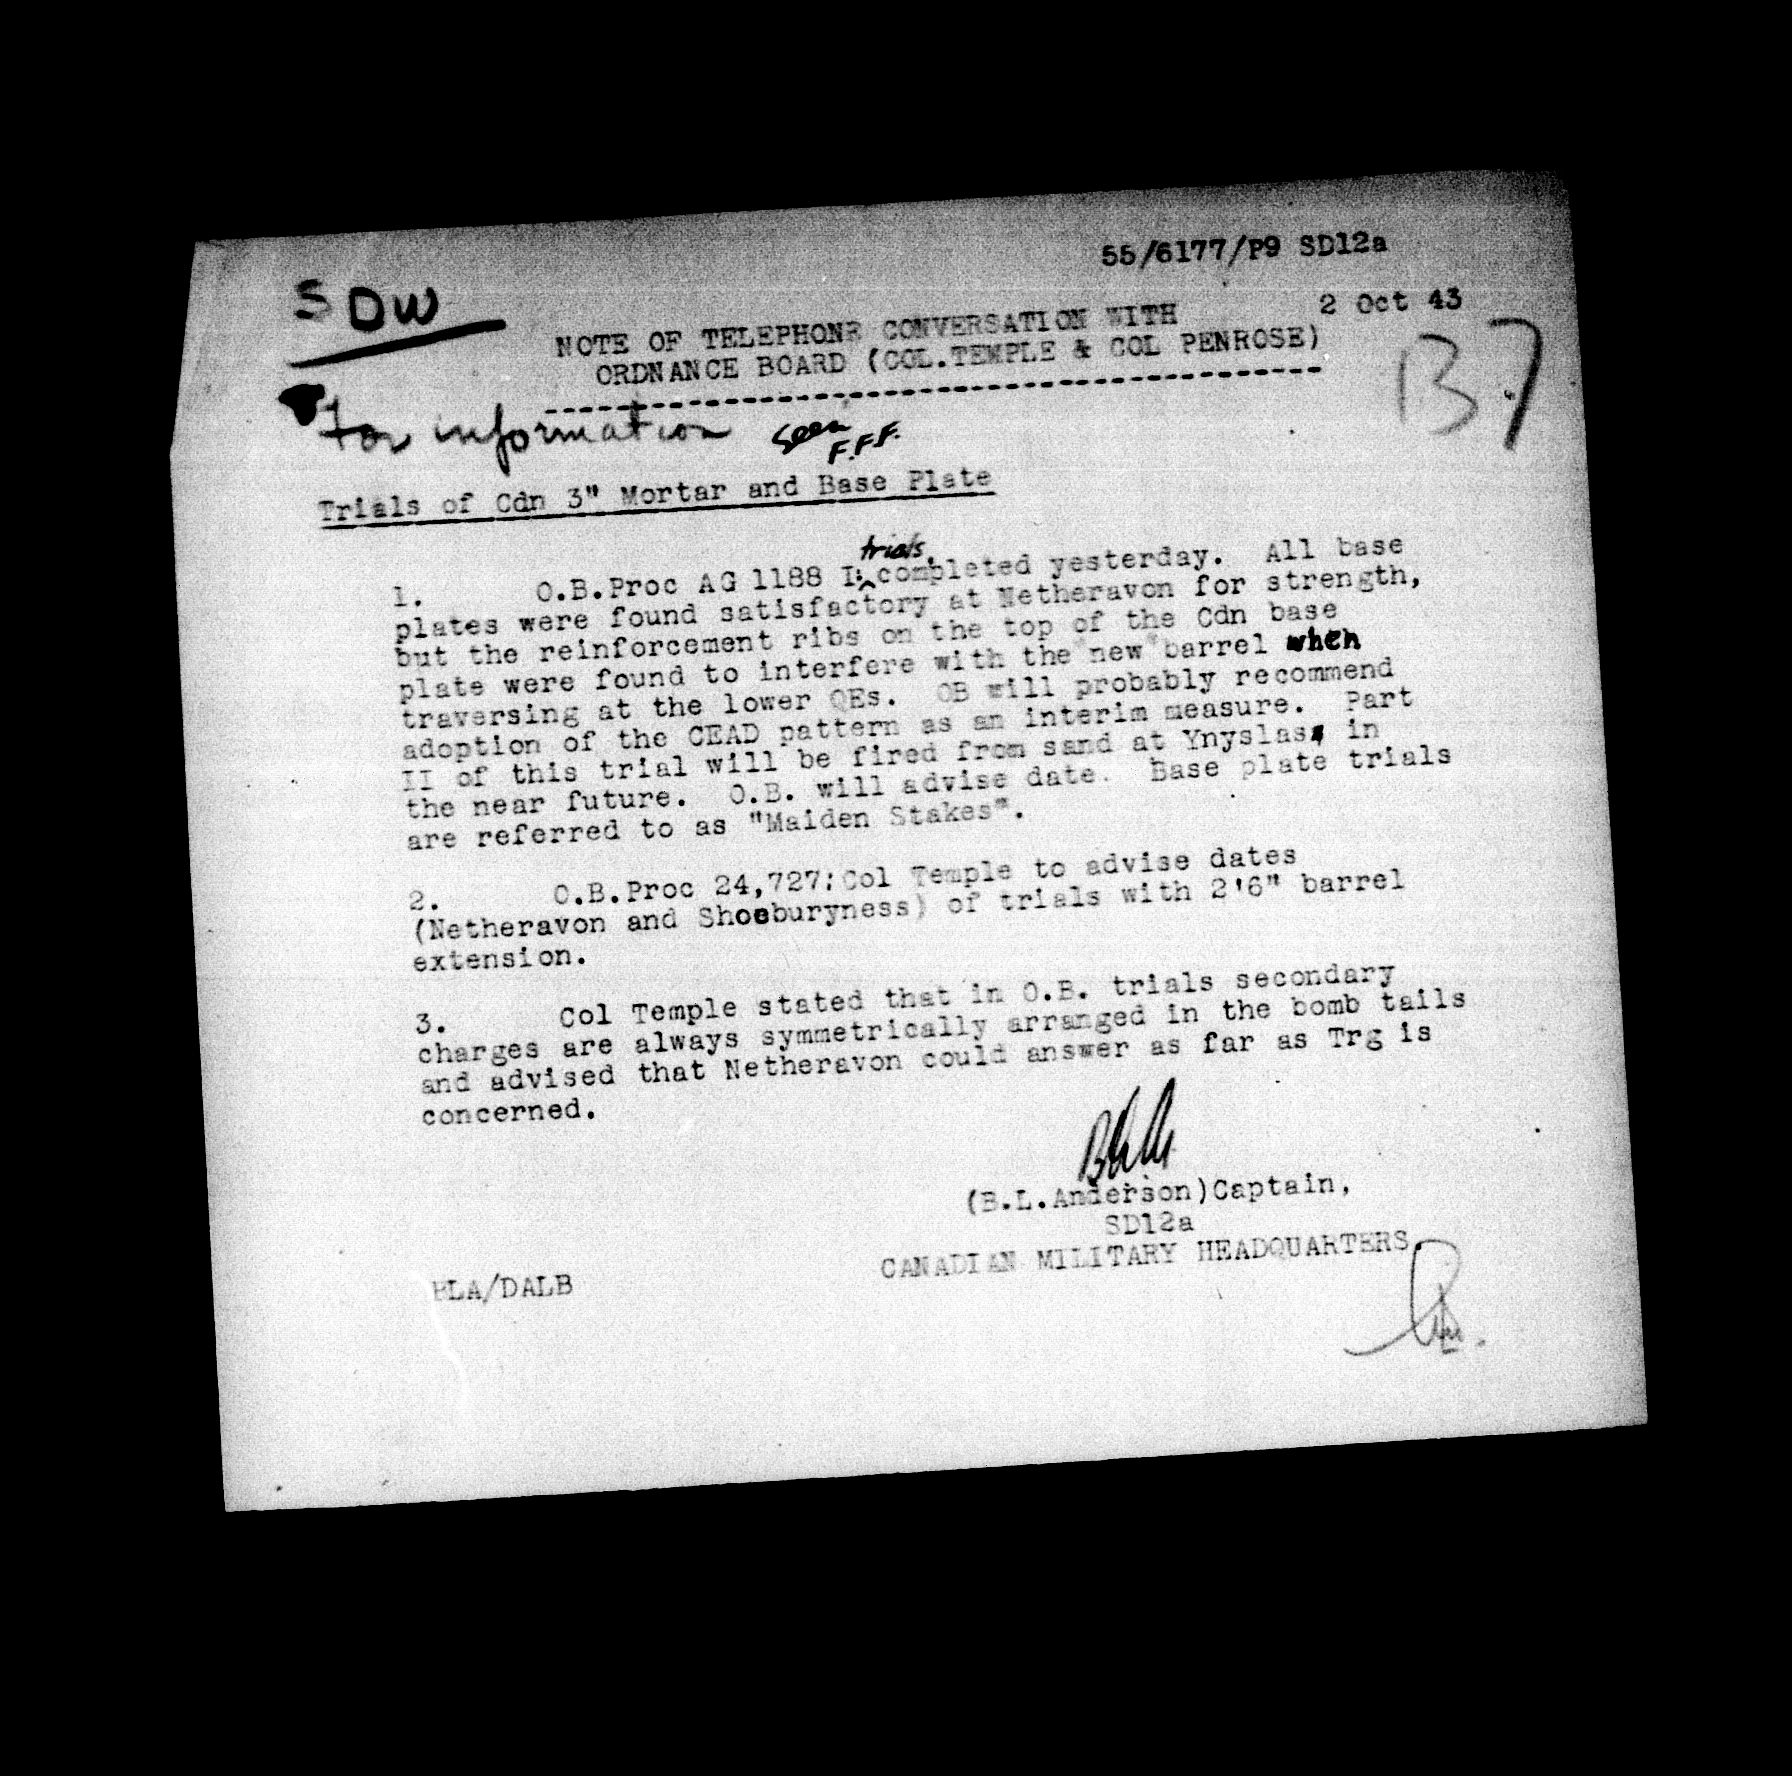 55/6177/P9 SD12a
S DW
2 Oct 43
NOTE OF TELEPHONE CONVERSATION WITH
ORDNANCE BOARD (COL.TEMPLE & COL PENROSE)
137
For information
Seen
F.F.F.
Trials of Cdn 3" Mortar and Base Plate
trials.
1. O.B.Proc AG 1188 I: completed yesterday. All base
plates were found satisfactory at Netheravon for strength,
but the reinforcement ribs on the top of the Cdn base
plate were found to interfere with the "new" barrel when
traversing at the lower QEs. OB will probably recommend
adoption of the CEAD pattern as an interim measure. Part
II of this trial will be fired from sand at Ynyslas, in
the near future. O.B. will advise date. Base plate trials
are referred to as "Maiden Stakes".
2. O.B.Proc 24,727:Col Temple to advise dates
(Netheravon and Shoeburyness) of trials with 2'6" barrel
extension.
3. Col Temple stated that in O.B. trials secondary
charges are always symmetrically arranged in the bomb tails
and advised that Netheravon could answer as far as Trg is
concerned.
(B.L.Anderson)Captain,
SD12a
CANADIAN MILITARY HEADQUARTERS.
BLA/DALB